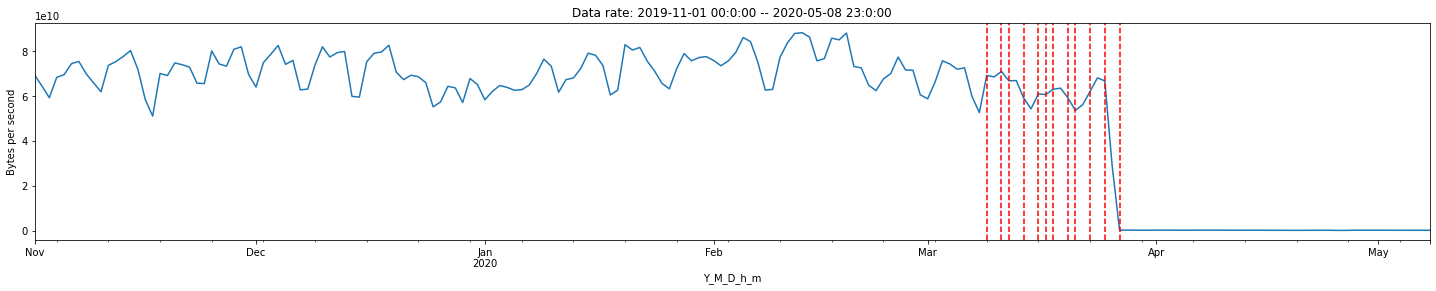 Data rate: 2019-11-01 00:0:00 -- 2020-05-08 23:0:00
1e10
8
6
4
2
0
Bytes per second
Nov
Dec
Jan
2020
Feb
Mar
Apr
May
Y_M_D_h_m